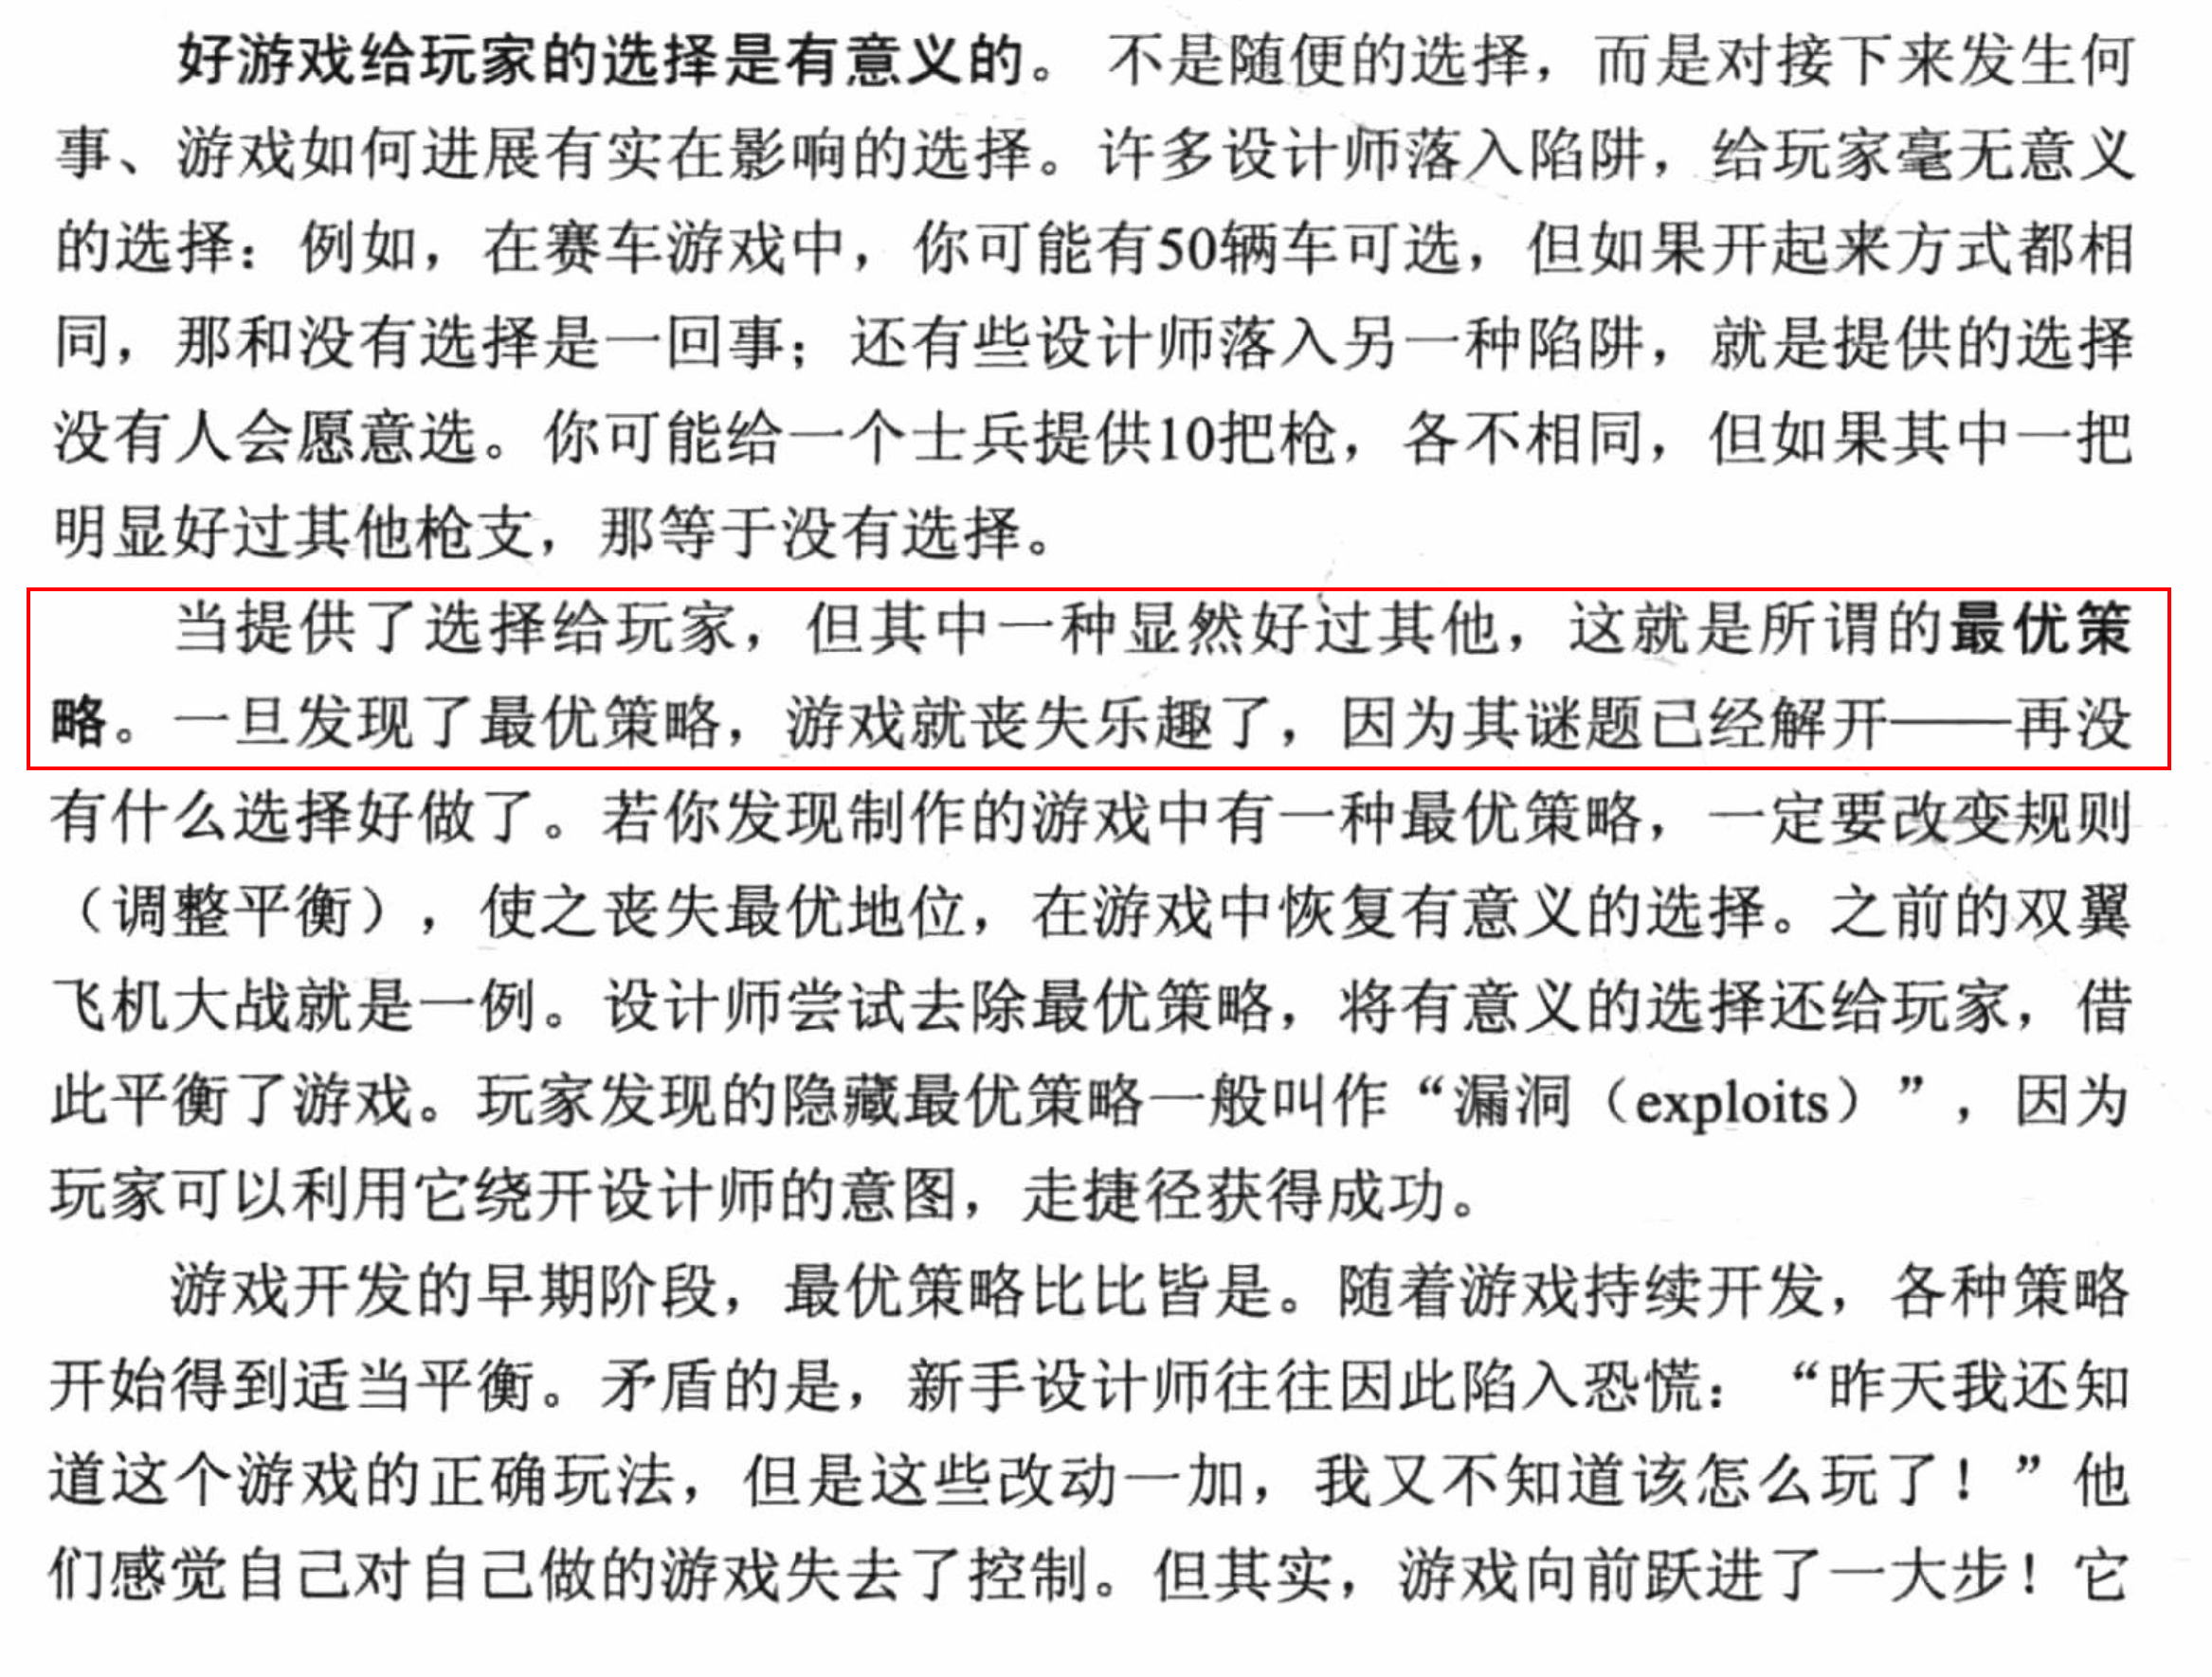 好游戏给玩家的选择是有意义的。 不是随便的选择，而是对接下来发生何
事、游戏如何进展有实在影响的选择。许多设计师落入陷阱，给玩家毫无意义
的选择：例如，在赛车游戏中，你可能有50辆车可选，但如果开起来方式都相
同，那和没有选择是一回事；还有些设计师落入另一种陷阱，就是提供的选择
没有人会愿意选。你可能给一个士兵提供10把枪，各不相同，但如果其中一把
明显好过其他枪支，那等于没有选择。
当提供了选择给玩家，但其中一种显然好过其他，这就是所谓的最优策
略。一旦发现了最优策略，游戏就丧失乐趣了，因为其谜题已经解开——再没
有什么选择好做了。若你发现制作的游戏中有一种最优策略，一定要改变规则
（调整平衡），使之丧失最优地位，在游戏中恢复有意义的选择。之前的双翼
飞机大战就是一例。设计师尝试去除最优策略，将有意义的选择还给玩家，借
此平衡了游戏。玩家发现的隐藏最优策略一般叫作“漏洞（exploits）”，因为
玩家可以利用它绕开设计师的意图，走捷径获得成功。
游戏开发的早期阶段，最优策略比比皆是。随着游戏持续开发，各种策略
开始得到适当平衡。矛盾的是，新手设计师往往因此陷入恐慌：“昨天我还知
道这个游戏的正确玩法，但是这些改动一加，我又不知道该怎么玩了！”他
们感觉自己对自己做的游戏失去了控制。但其实，游戏向前跃进了一大步！它